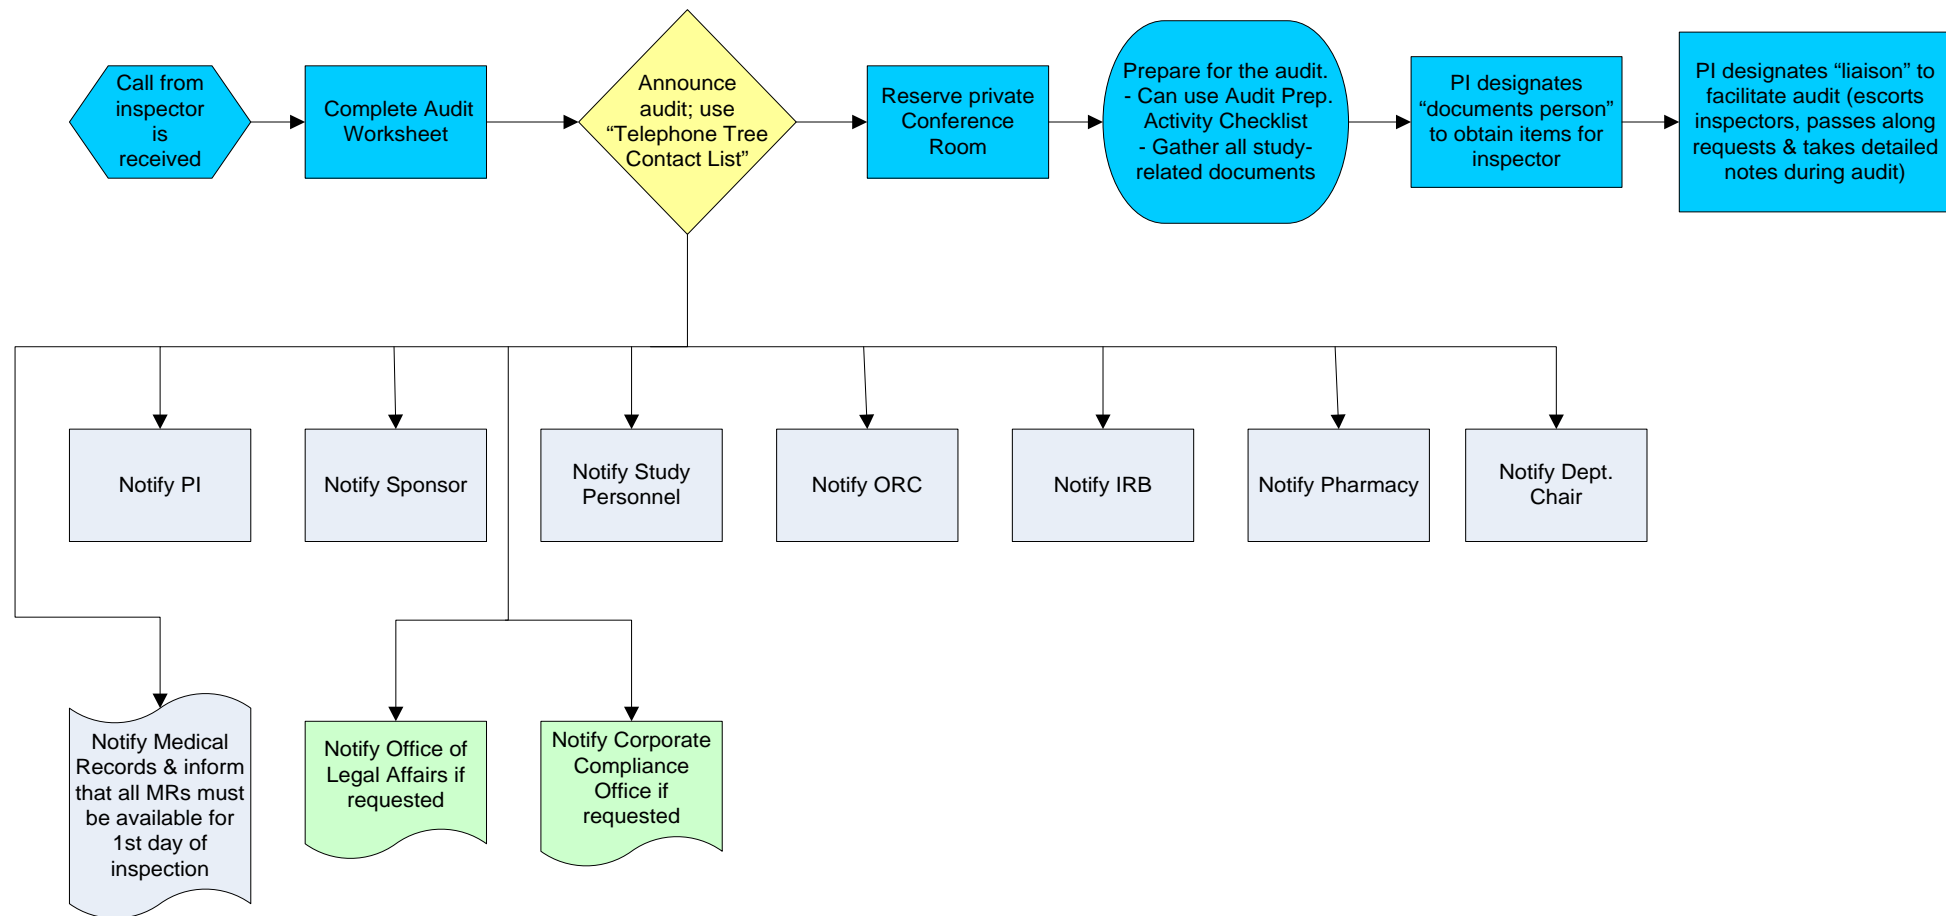 Call from
inspector
is
received
Complete Audit
Worksheet
Announce
audit; use
“Telephone Tree
Contact List”
Reserve private
Conference
Room
Prepare for the audit.
- Can use Audit Prep.
Activity Checklist
- Gather all study-
related documents
PI designates
“documents person”
to obtain items for
inspector
PI designates “liaison” to
facilitate audit (escorts
inspectors, passes along
requests & takes detailed
notes during audit)
Notify PI
Notify Sponsor
Notify Study
Personnel
Notify ORC
Notify IRB
Notify Pharmacy
Notify Dept.
Chair
Notify Medical
Records & inform
that all MRs must
be available for
1st day of
inspection
Notify Office of
Legal Affairs if
requested
Notify Corporate
Compliance
Office if
requested